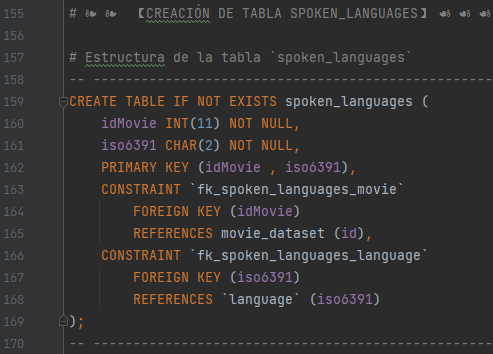 155 # ☙❧ ❧ 【CREACIÓN DE TABLA SPOKEN_LANGUAGES】 ☙ ☙ ☙
156
157 # Estructura de la tabla `spoken_languages`
158 -- --------------------------------------------------
159 CREATE TABLE IF NOT EXISTS spoken_languages (
160     idMovie INT(11) NOT NULL,
161     iso6391 CHAR(2) NOT NULL,
162     PRIMARY KEY (idMovie , iso6391),
163     CONSTRAINT `fk_spoken_languages_movie`
164         FOREIGN KEY (idMovie)
165         REFERENCES movie_dataset (id),
166     CONSTRAINT `fk_spoken_languages_language`
167         FOREIGN KEY (iso6391)
168         REFERENCES `language` (iso6391)
169 );
170 -- --------------------------------------------------